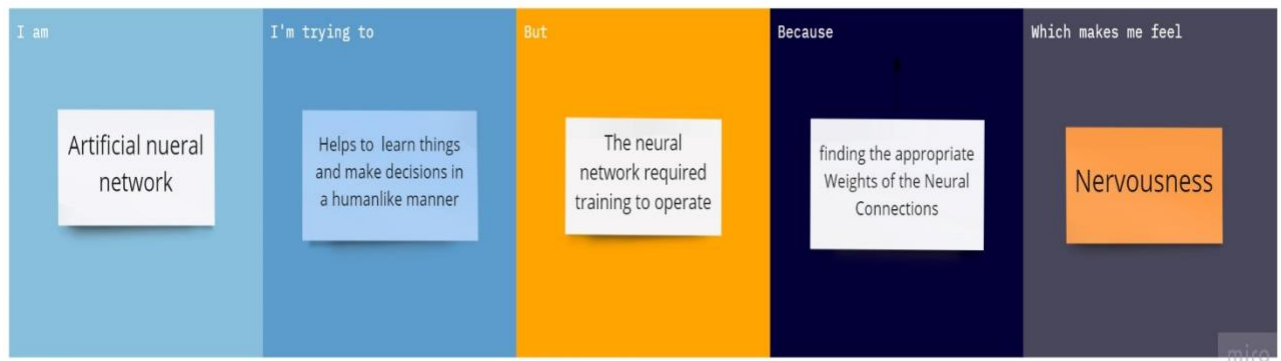 I am
Artificial nueral
network
I'm trying to
Helps to learn things
and make decisions in
a humanlike manner
But
The neural
network required
training to operate
Because
finding the appropriate
Weights of the Neural
Connections
Which makes me feel
Nervousness
miro